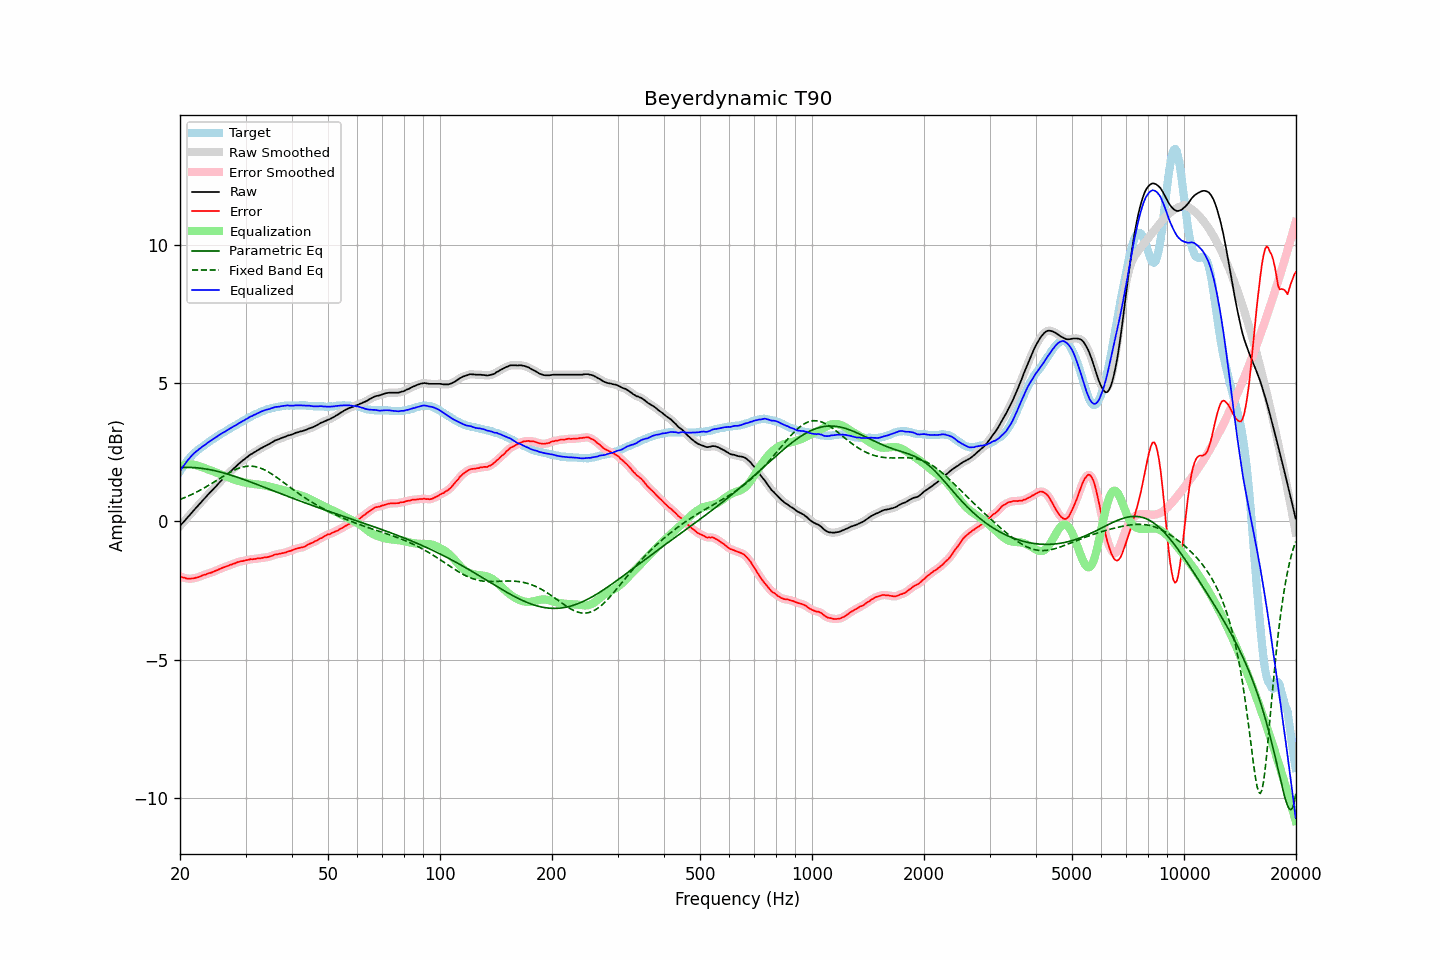 Beyerdynamic T90
Target
Raw Smoothed
Error Smoothed
Raw
Error
Equalization
Parametric Eq
Fixed Band Eq
Equalized
Amplitude (dBr)
10
5
0
−5
−10
20 50 100 200 500 1000 2000 5000 10000 20000
Frequency (Hz)